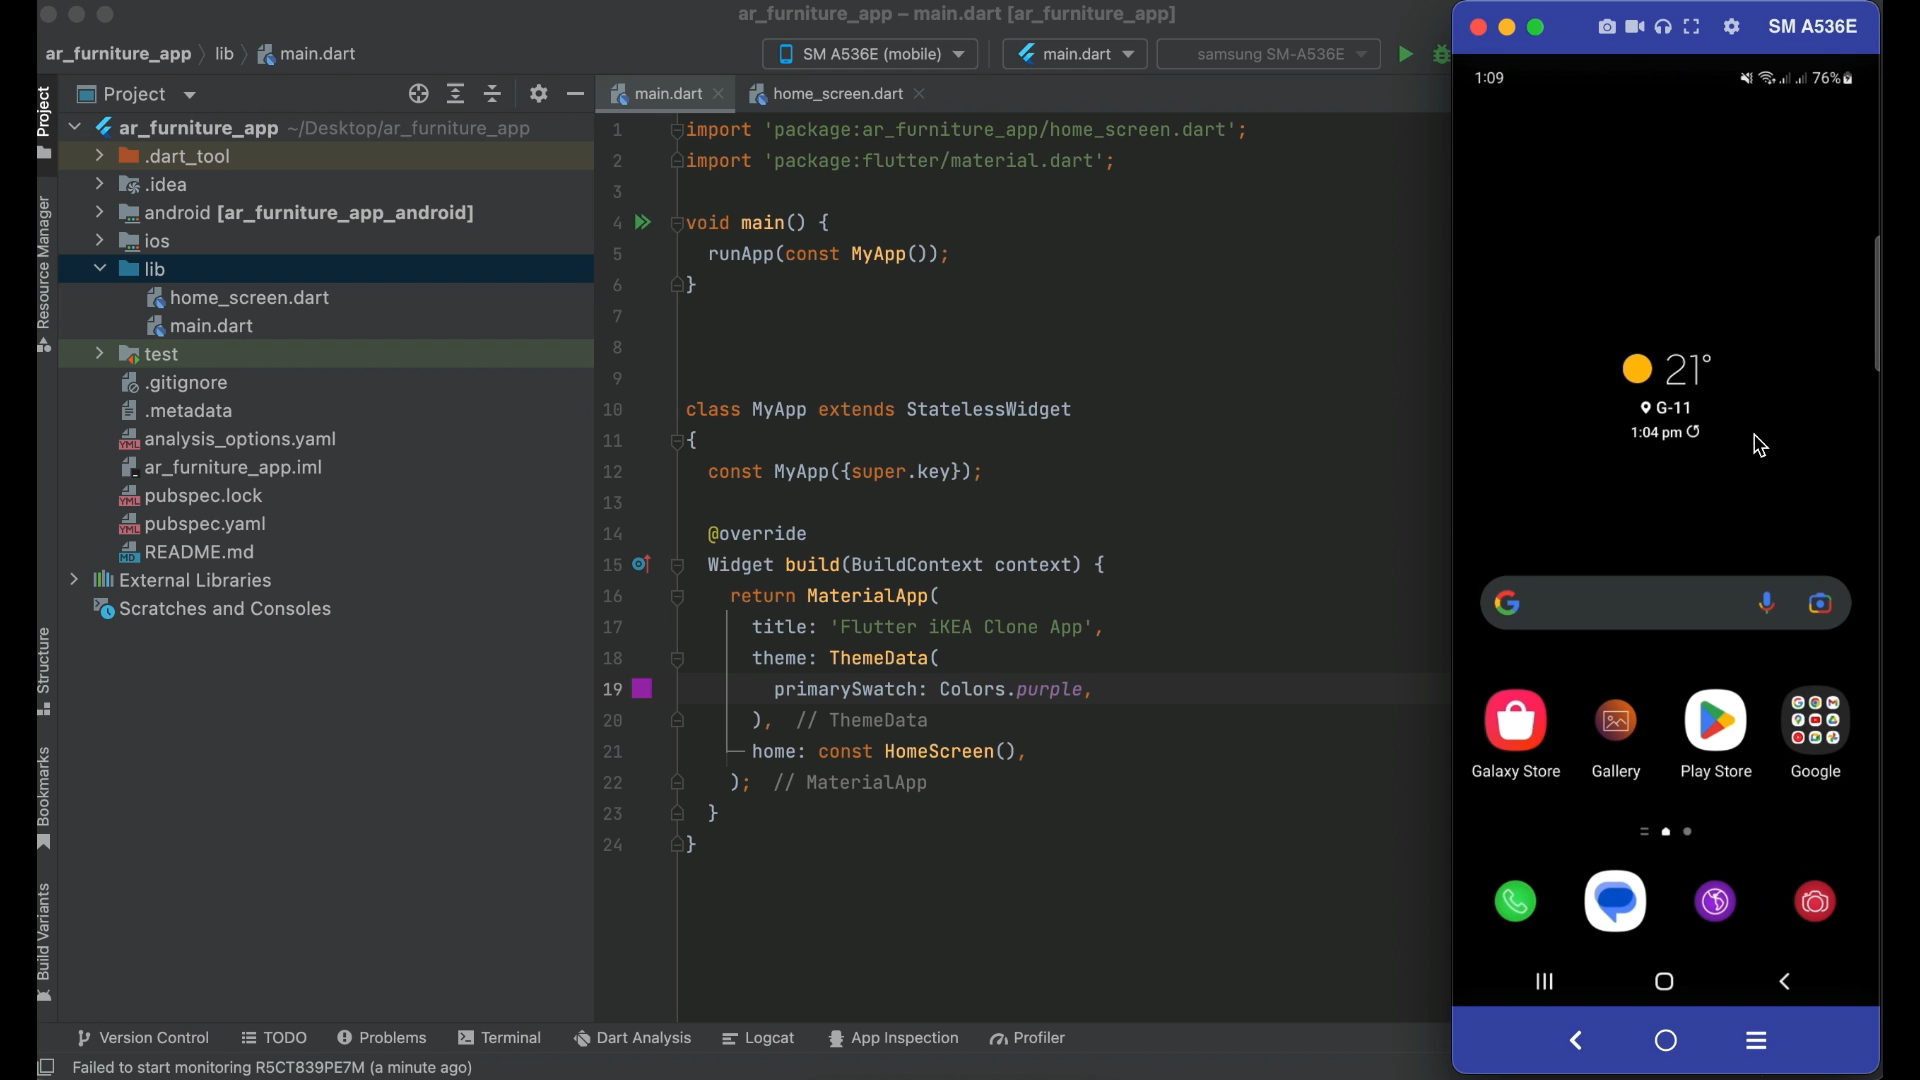 ar_furniture_app – main.dart [ar_furniture_app]
ar_furniture_app
lib
main.dart
SM A536E (mobile)
main.dart
samsung SM-A536E
Project
main.dart
home_screen.dart
Project
Resource Manager
Structure
Bookmarks
Build Variants
ar_furniture_app ~/Desktop/ar_furniture_app
.dart_tool
.idea
android [ar_furniture_app_android]
ios
lib
home_screen.dart
main.dart
test
.gitignore
.metadata
analysis_options.yaml
ar_furniture_app.iml
pubspec.lock
pubspec.yaml
README.md
External Libraries
Scratches and Consoles
1 import 'package:ar_furniture_app/home_screen.dart';
2 import 'package:flutter/material.dart';
3
4 void main() {
5 runApp(const MyApp());
6 }
7
8
9
10 class MyApp extends StatelessWidget
11 {
12 const MyApp({super.key});
13
14 @override
15 Widget build(BuildContext context) {
16 return MaterialApp(
17 title: 'Flutter iKEA Clone App',
18 theme: ThemeData(
19 primarySwatch: Colors.purple,
20 ), // ThemeData
21 home: const HomeScreen(),
22 ); // MaterialApp
23 }
24 }
SM A536E
1:09
76%
21°
G-11
1:04 pm
Galaxy Store
Gallery
Play Store
Google
Version Control
TODO
Problems
Terminal
Dart Analysis
Logcat
App Inspection
Profiler
Failed to start monitoring R5CT839PE7M (a minute ago)